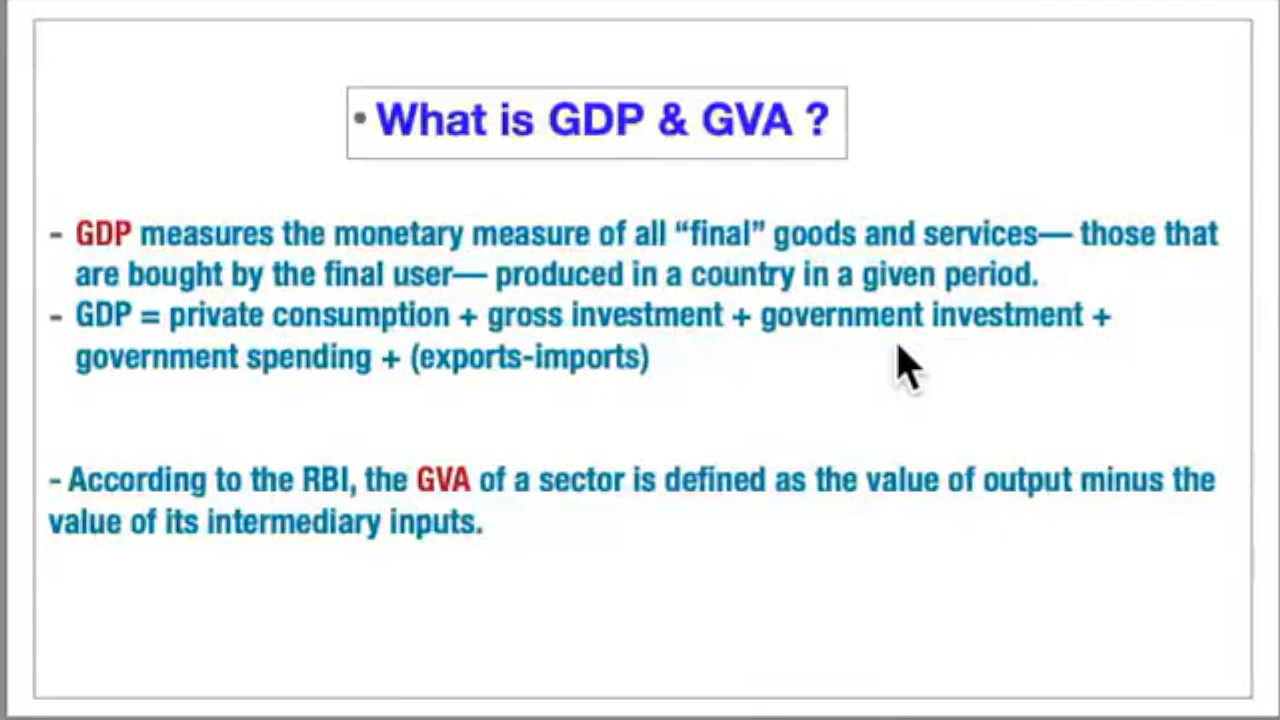 • What is GDP & GVA ?
- GDP measures the monetary measure of all “final” goods and services— those that
are bought by the final user— produced in a country in a given period.
- GDP = private consumption + gross investment + government investment +
government spending + (exports-imports)
- According to the RBI, the GVA of a sector is defined as the value of output minus the
value of its intermediary inputs.